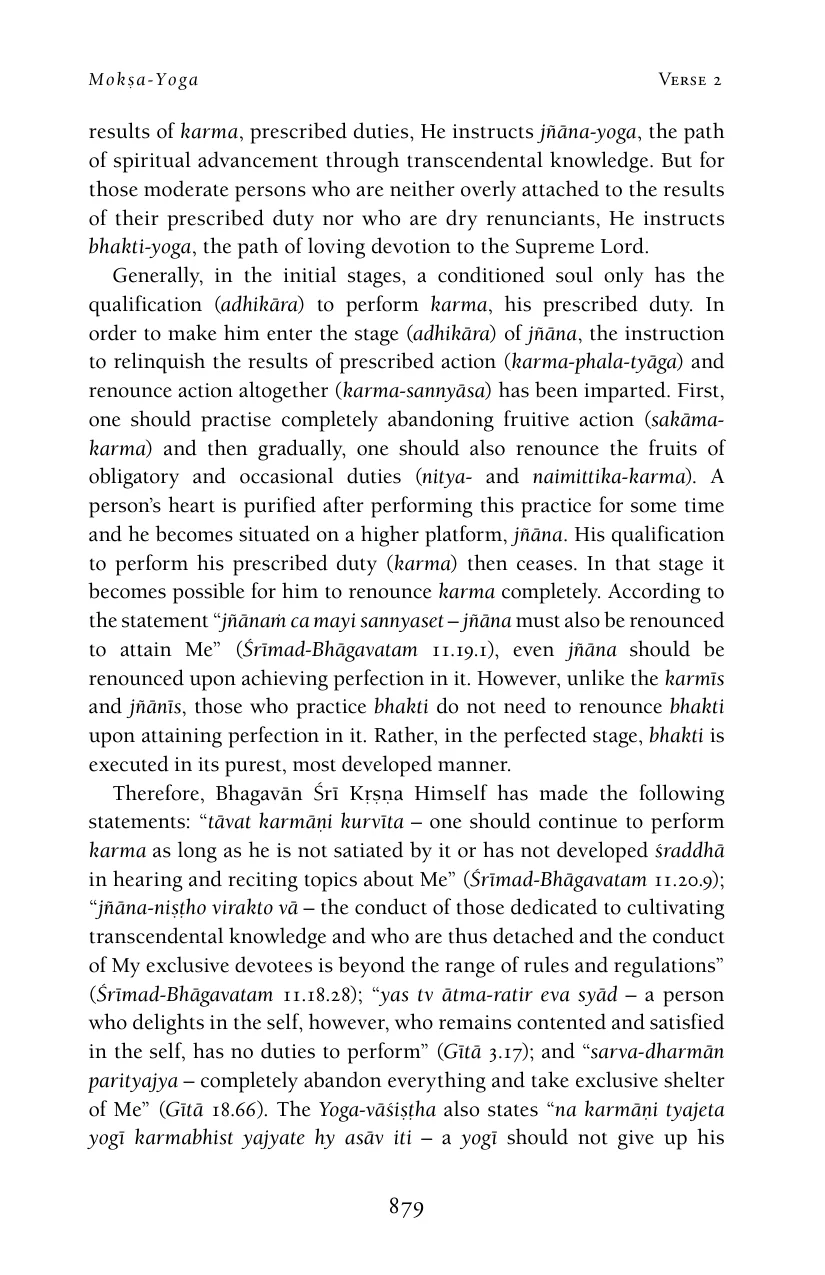 Mokṣa-Yoga Verse 2
results of karma, prescribed duties, He instructs jñāna-yoga, the path
of spiritual advancement through transcendental knowledge. But for
those moderate persons who are neither overly attached to the results
of their prescribed duty nor who are dry renunciants, He instructs
bhakti-yoga, the path of loving devotion to the Supreme Lord.
Generally, in the initial stages, a conditioned soul only has the
qualification (adhikāra) to perform karma, his prescribed duty. In
order to make him enter the stage (adhikāra) of jñāna, the instruction
to relinquish the results of prescribed action (karma-phala-tyāga) and
renounce action altogether (karma-sannyāsa) has been imparted. First,
one should practise completely abandoning fruitive action (sakāma-
karma) and then gradually, one should also renounce the fruits of
obligatory and occasional duties (nitya- and naimittika-karma). A
person’s heart is purified after performing this practice for some time
and he becomes situated on a higher platform, jñāna. His qualification
to perform his prescribed duty (karma) then ceases. In that stage it
becomes possible for him to renounce karma completely. According to
the statement “jñānaṁ ca mayi sannyaset – jñāna must also be renounced
to attain Me” (Śrīmad-Bhāgavatam 11.19.1), even jñāna should be
renounced upon achieving perfection in it. However, unlike the karmīs
and jñānīs, those who practice bhakti do not need to renounce bhakti
upon attaining perfection in it. Rather, in the perfected stage, bhakti is
executed in its purest, most developed manner.
Therefore, Bhagavān Śrī Kṛṣṇa Himself has made the following
statements: “tāvat karmāṇi kurvīta – one should continue to perform
karma as long as he is not satiated by it or has not developed śraddhā
in hearing and reciting topics about Me” (Śrīmad-Bhāgavatam 11.20.9);
“jñāna-niṣṭho virakto vā – the conduct of those dedicated to cultivating
transcendental knowledge and who are thus detached and the conduct
of My exclusive devotees is beyond the range of rules and regulations”
(Śrīmad-Bhāgavatam 11.18.28); “yas tv ātma-ratir eva syād – a person
who delights in the self, however, who remains contented and satisfied
in the self, has no duties to perform” (Gītā 3.17); and “sarva-dharmān
parityajya – completely abandon everything and take exclusive shelter
of Me” (Gītā 18.66). The Yoga-vāśiṣṭha also states “na karmāṇi tyajeta
yogī karmabhist yajyate hy asāv iti – a yogī should not give up his
879